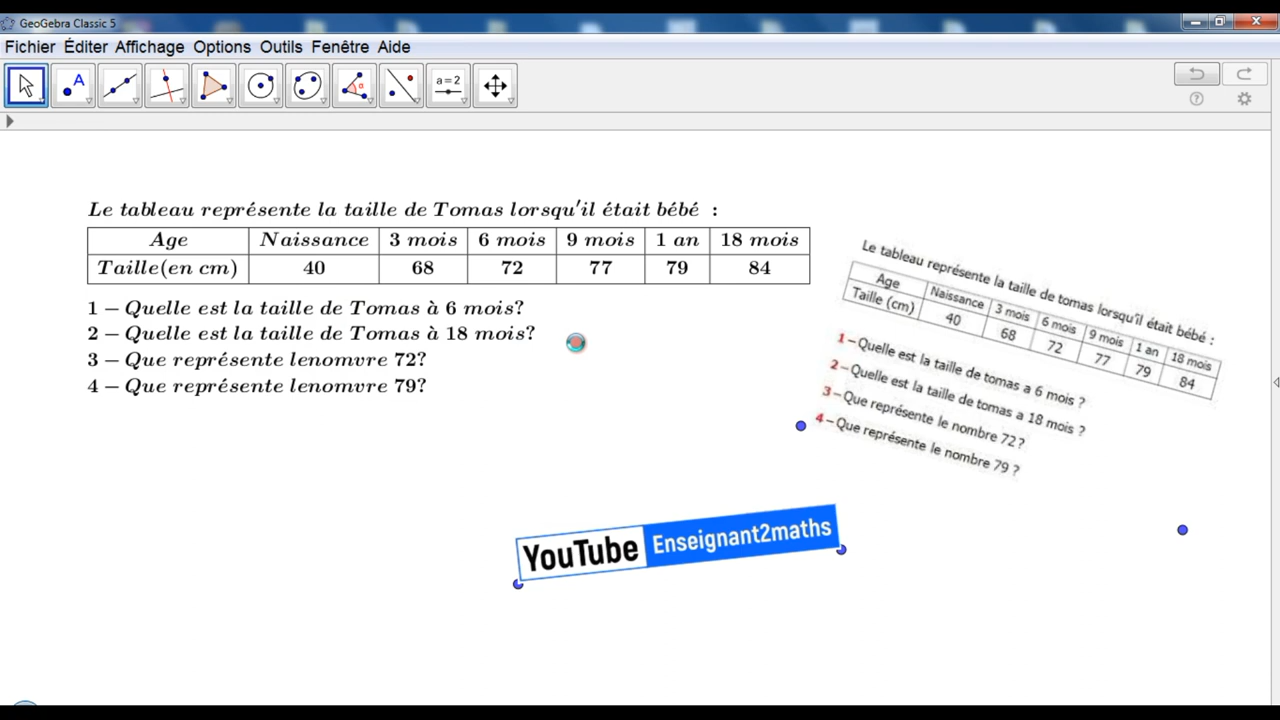 GeoGebra Classic 5
Fichier Éditer Affichage Options Outils Fenêtre Aide
A
α
a=2
Le tableau représente la taille de Tomas lorsqu'il était bébé :
Age Naissance 3 mois 6 mois 9 mois 1 an 18 mois
Taille(en cm) 40 68 72 77 79 84
1 – Quelle est la taille de Tomas à 6 mois?
2 – Quelle est la taille de Tomas à 18 mois?
3 – Que représente lenomvre 72?
4 – Que représente lenomvre 79?
Le tableau représente la taille de tomas lorsqu'il était bébé :
Age Naissance 3 mois 6 mois 9 mois 1 an 18 mois
Taille (cm) 40 68 72 77 79 84
1 – Quelle est la taille de tomas a 6 mois ?
2 – Quelle est la taille de tomas a 18 mois ?
3 – Que représente le nombre 72 ?
4 – Que représente le nombre 79 ?
YouTube Enseignant2maths